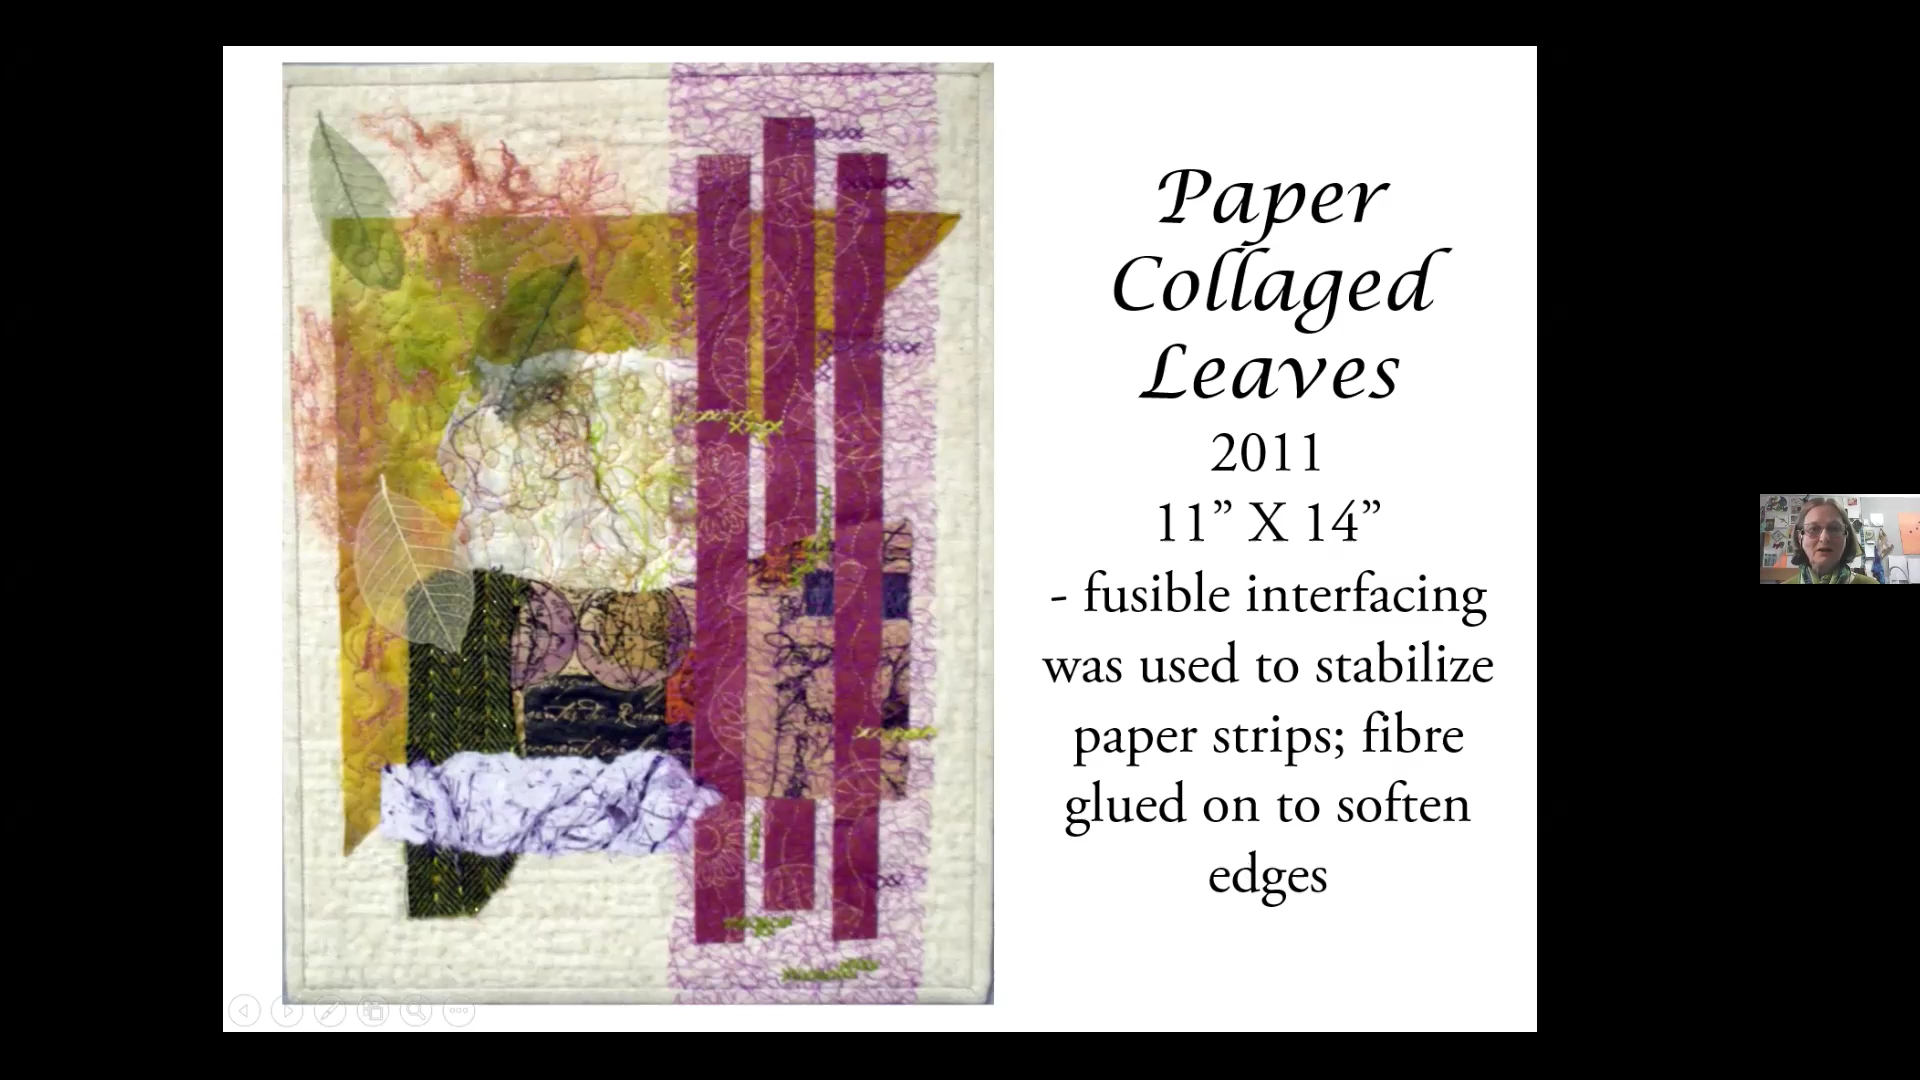 Paper
Collaged
Leaves
2011
11” X 14”
- fusible interfacing
was used to stabilize
paper strips; fibre
glued on to soften
edges